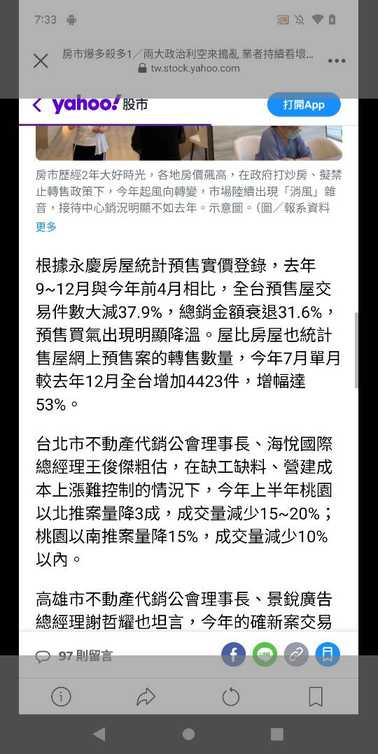 7:33
房市爆多殺多1／兩大政治利空來搗亂 業者持續看壞...
tw.stock.yahoo.com
yahoo!股市
打開App
房市歷經2年大好時光，各地房價飆高，在政府打炒房、擬禁
止轉售政策下，今年起風向轉變，市場陸續出現「消風」雜
音，接待中心銷況明顯不如去年。示意圖。（圖／報系資料
更多
根據永慶房屋統計預售實價登錄，去年
9~12月與今年前4月相比，全台預售屋交
易件數大減37.9%，總銷金額衰退31.6%，
預售買氣出現明顯降溫。屋比房屋也統計
售屋網上預售案的轉售數量，今年7月單月
較去年12月全台增加4423件，增幅達
53%。
台北市不動產代銷公會理事長、海悅國際
總經理王俊傑粗估，在缺工缺料、營建成
本上漲難控制的情況下，今年上半年桃園
以北推案量降3成，成交量減少15~20%；
桃園以南推案量降15%，成交量減少10%
以內。
高雄市不動產代銷公會理事長、景銳廣告
總經理謝哲耀也坦言，今年的確新案交易
97 則留言